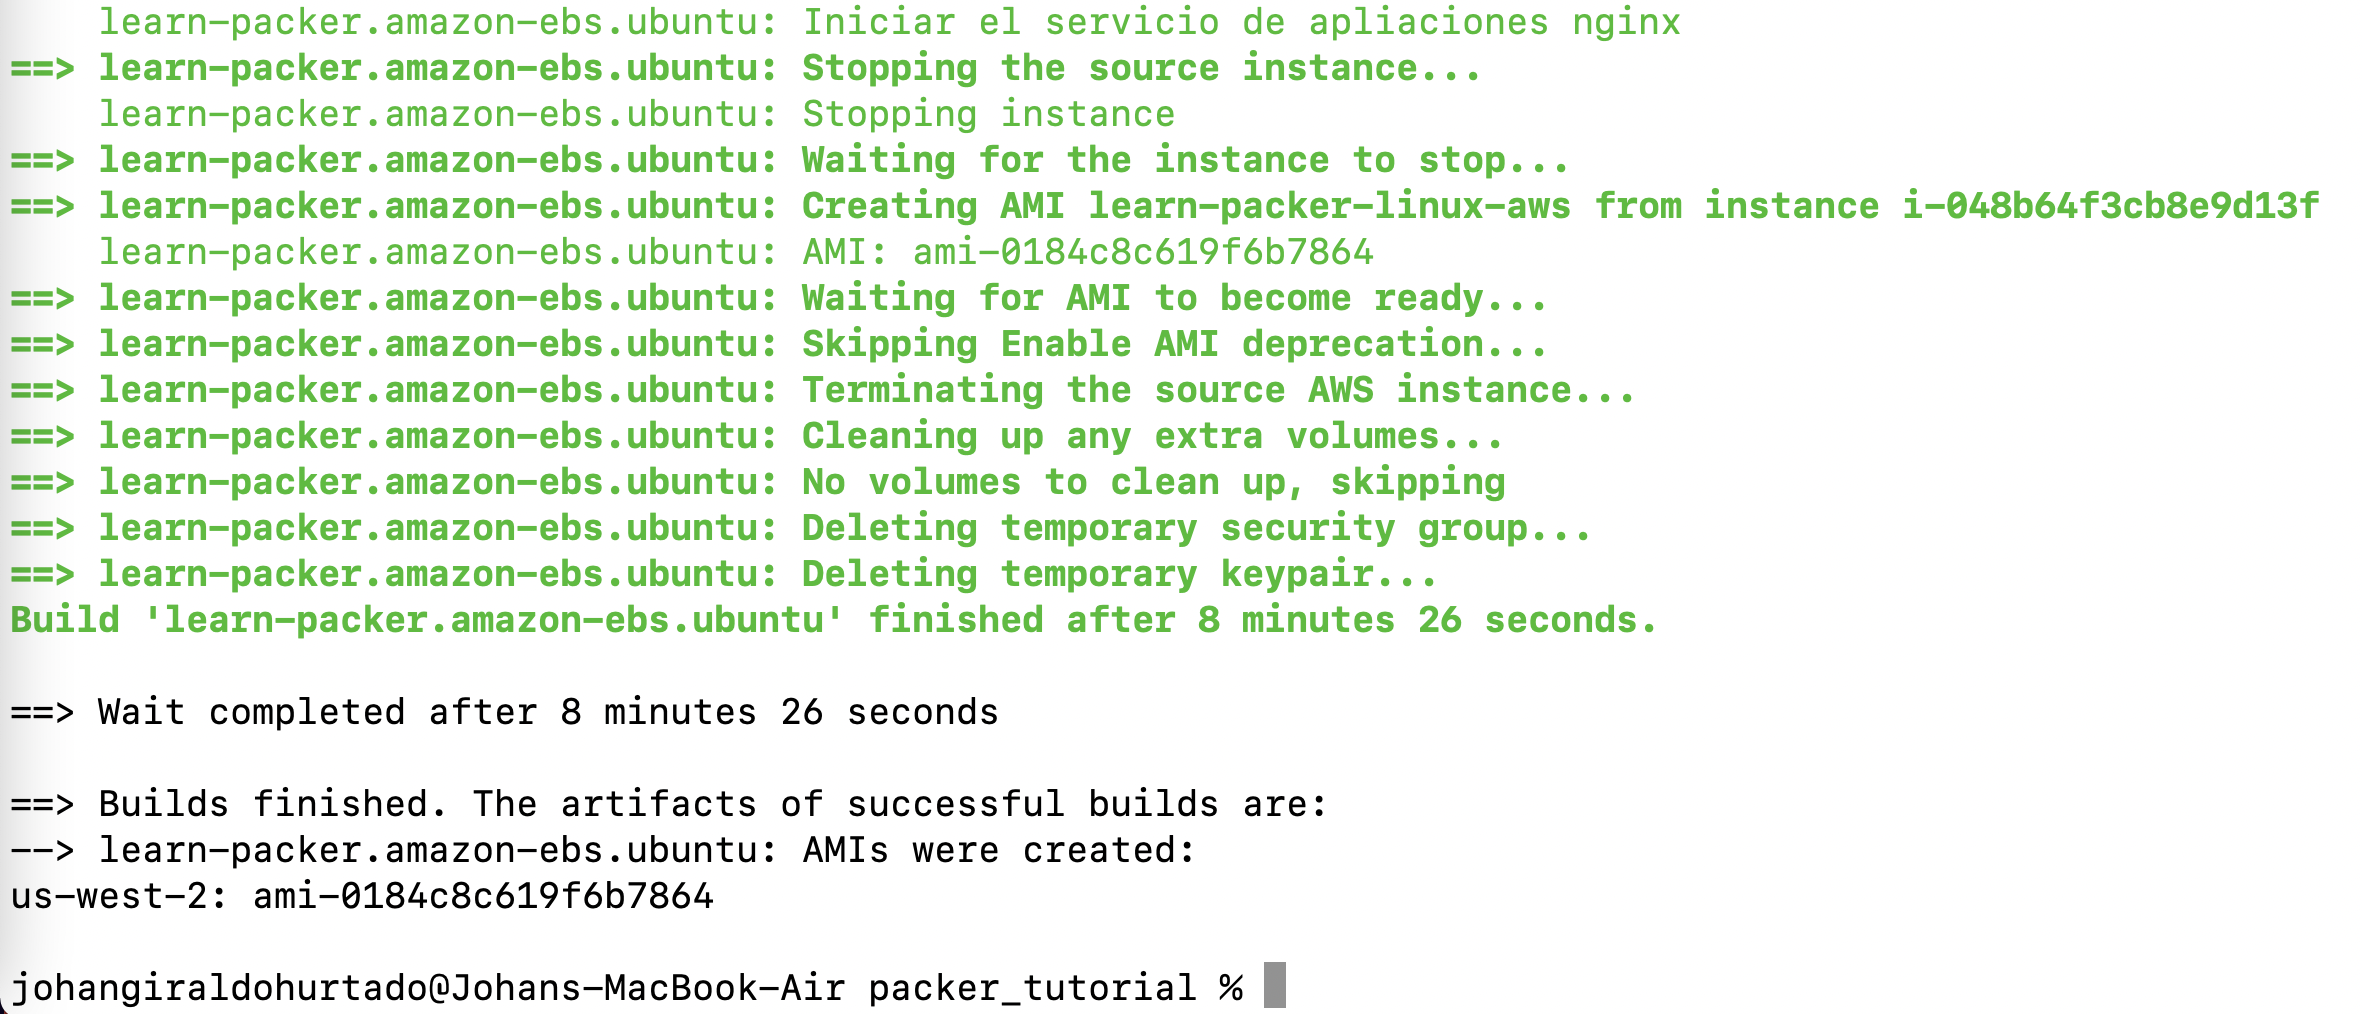 learn-packer.amazon-ebs.ubuntu: Iniciar el servicio de apliaciones nginx
==> learn-packer.amazon-ebs.ubuntu: Stopping the source instance...
learn-packer.amazon-ebs.ubuntu: Stopping instance
==> learn-packer.amazon-ebs.ubuntu: Waiting for the instance to stop...
==> learn-packer.amazon-ebs.ubuntu: Creating AMI learn-packer-linux-aws from instance i-048b64f3cb8e9d13f
learn-packer.amazon-ebs.ubuntu: AMI: ami-0184c8c619f6b7864
==> learn-packer.amazon-ebs.ubuntu: Waiting for AMI to become ready...
==> learn-packer.amazon-ebs.ubuntu: Skipping Enable AMI deprecation...
==> learn-packer.amazon-ebs.ubuntu: Terminating the source AWS instance...
==> learn-packer.amazon-ebs.ubuntu: Cleaning up any extra volumes...
==> learn-packer.amazon-ebs.ubuntu: No volumes to clean up, skipping
==> learn-packer.amazon-ebs.ubuntu: Deleting temporary security group...
==> learn-packer.amazon-ebs.ubuntu: Deleting temporary keypair...
Build 'learn-packer.amazon-ebs.ubuntu' finished after 8 minutes 26 seconds.
==> Wait completed after 8 minutes 26 seconds
==> Builds finished. The artifacts of successful builds are:
--> learn-packer.amazon-ebs.ubuntu: AMIs were created:
us-west-2: ami-0184c8c619f6b7864
johangiraldohurtado@Johans-MacBook-Air packer_tutorial %